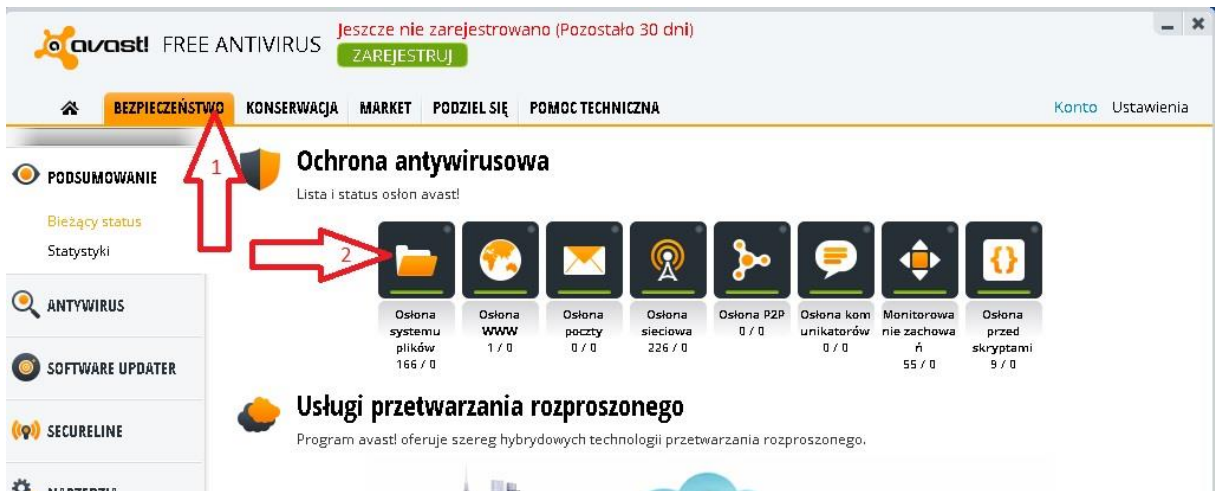 avast! FREE ANTIVIRUS
Jeszcze nie zarejestrowano (Pozostało 30 dni)
ZAREJESTRUJ
BEZPIECZEŃSTWO KONSERWACJA MARKET PODZIEL SIĘ POMOC TECHNICZNA Konto Ustawienia
PODSUMOWANIE
Bieżący status
Statystyki
ANTYWIRUS
SOFTWARE UPDATER
SECURELINE
1
Ochrona antywirusowa
Lista i status osłon avast!
2
Osłona
systemu
plików
166 / 0
Osłona
WWW
1 / 0
Osłona
poczty
0 / 0
Osłona
sieciowa
226 / 0
Osłona P2P
0 / 0
Osłona kom
unikatorów
0 / 0
Monitorowa
nie zachowa
ń
55 / 0
Osłona
przed
skryptami
9 / 0
Usługi przetwarzania rozproszonego
Program avast! oferuje szereg hybrydowych technologii przetwarzania rozproszonego.